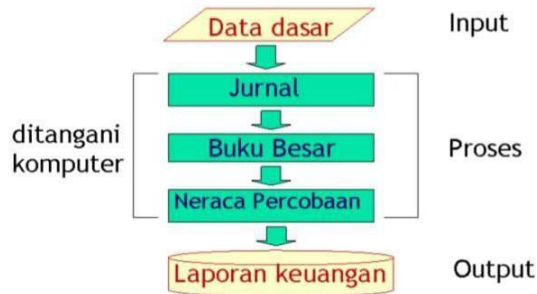 Data dasar
Input
Jurnal
ditangani
komputer
Buku Besar
Proses
Neraca Percobaan
Laporan keuangan
Output